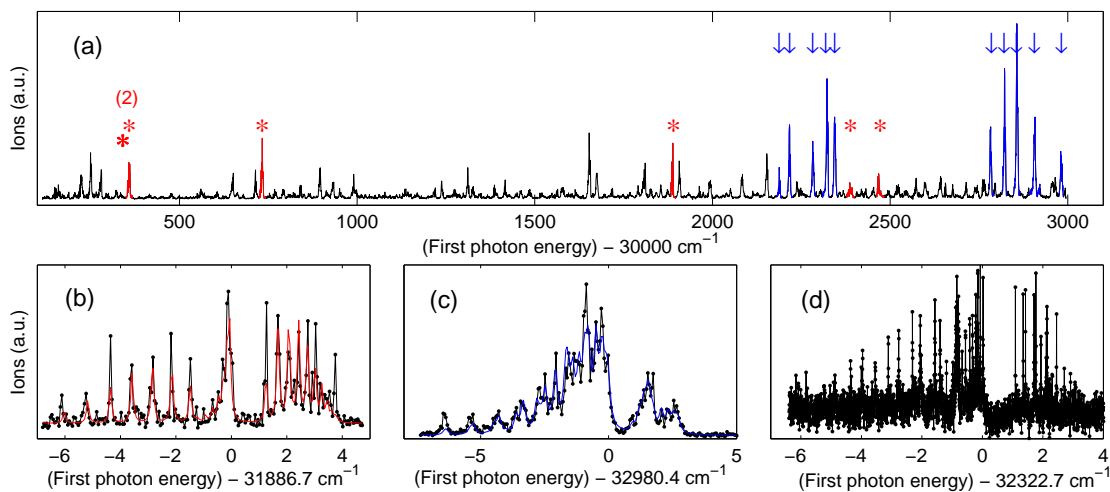 (a)
Ions (a.u.)
(2)
* * * * *
*
↓ ↓ ↓ ↓ ↓ ↓ ↓ ↓ ↓ ↓
500 1000 1500 2000 2500 3000
(First photon energy) − 30000 cm⁻¹
(b) (c) (d)
Ions (a.u.)
−6 −4 −2 0 2 4
−5 0 5
−6 −4 −2 0 2 4
(First photon energy) − 31886.7 cm⁻¹
(First photon energy) − 32980.4 cm⁻¹
(First photon energy) − 32322.7 cm⁻¹